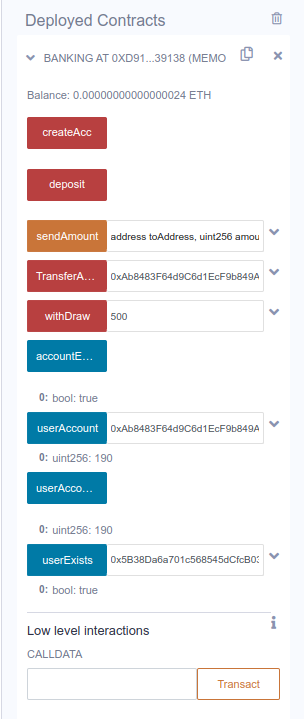 Deployed Contracts
BANKING AT 0XD91...39138 (MEMO
Balance: 0.00000000000000024 ETH
createAcc
deposit
sendAmount address toAddress, uint256 amou
TransferA... 0xAb8483F64d9C6d1EcF9b849A
withDraw 500
accountE...
0: bool: true
userAccount 0xAb8483F64d9C6d1EcF9b849A
0: uint256: 190
userAcco...
0: uint256: 190
userExists 0x5B38Da6a701c568545dCfcB03
0: bool: true
Low level interactions
CALLDATA
Transact